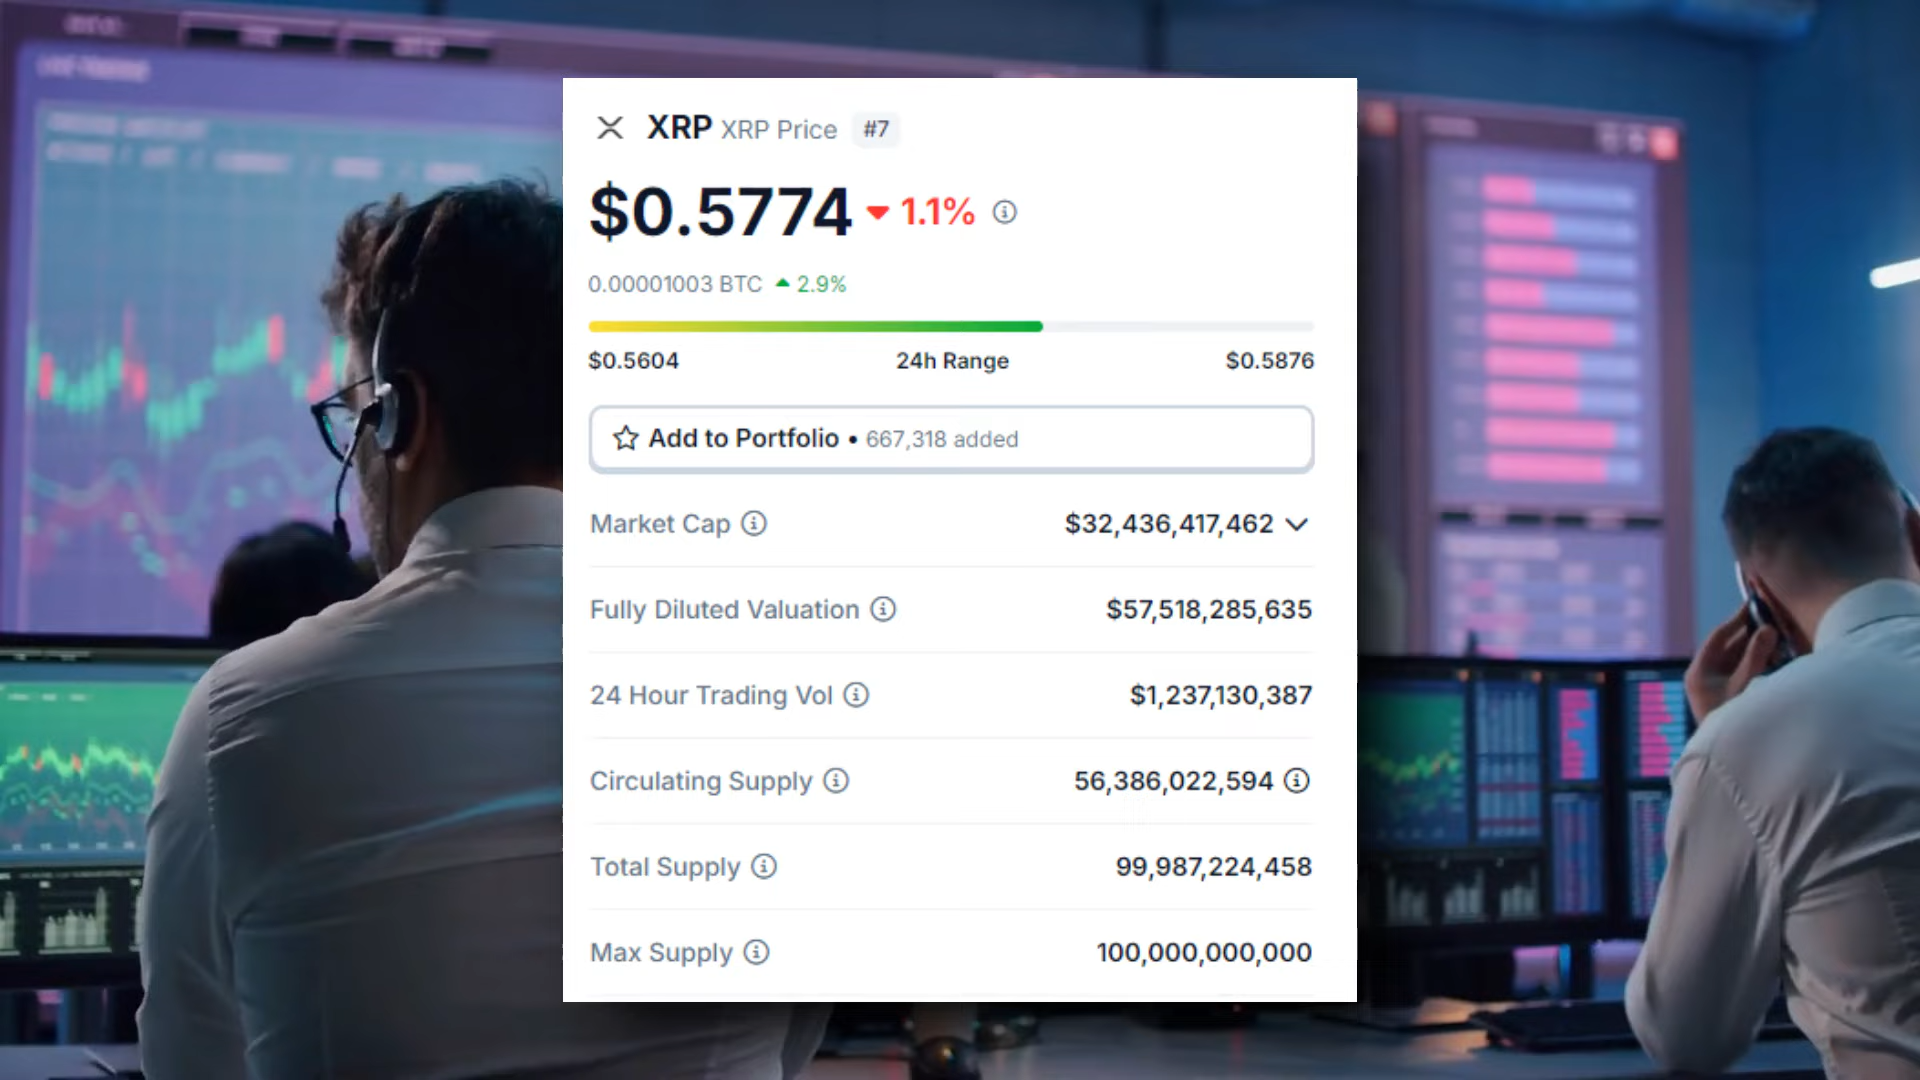 XRP XRP Price #7
$0.5774 1.1%
0.00001003 BTC 2.9%
$0.5604 24h Range $0.5876
Add to Portfolio • 667,318 added
Market Cap $32,436,417,462
Fully Diluted Valuation $57,518,285,635
24 Hour Trading Vol $1,237,130,387
Circulating Supply 56,386,022,594
Total Supply 99,987,224,458
Max Supply 100,000,000,000